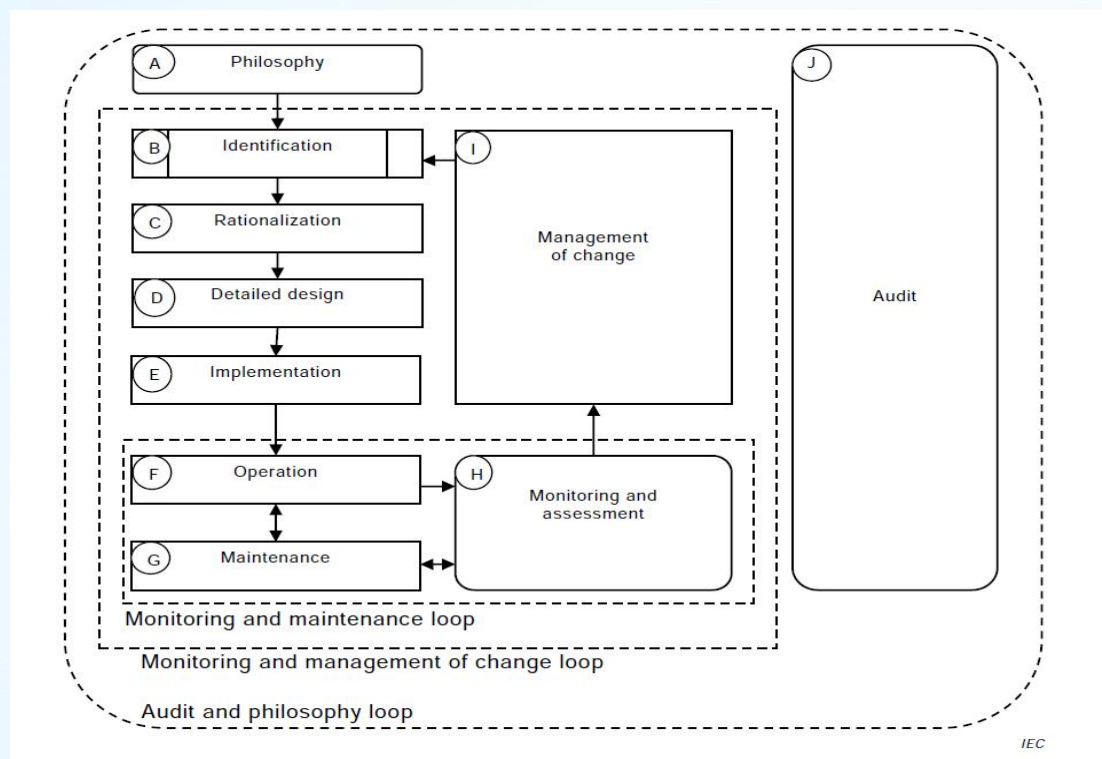 A
Philosophy
J
B
Identification
I
C
Rationalization
Management
of change
D
Detailed design
Audit
E
Implementation
F
Operation
H
Monitoring and
assessment
G
Maintenance
Monitoring and maintenance loop
Monitoring and management of change loop
Audit and philosophy loop
IEC